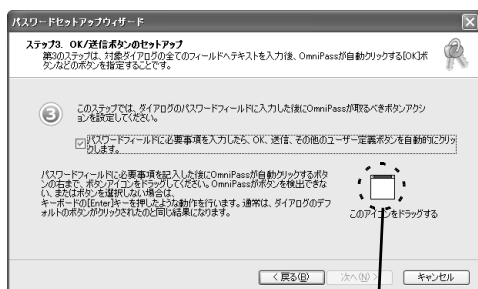 パスワードセットアップウィザード
ステップ3. OK/送信ボタンのセットアップ
第3のステップは、対象ダイアログの全てのフィールドへテキストを入力後、OmniPassが自動クリックする[OK]ボ
タンなどのボタンを指定することです。
3
このステップでは、ダイアログのパスワードフィールドに入力した後にOmniPassが取るべきボタンアクシ
ョンを設定してください。
パスワードフィールドに必要事項を入力したら、OK、送信、その他のユーザー定義ボタンを自動的にクリッ
クします。
パスワードフィールドに必要事項を記入した後にOmniPassが自動クリックするボタ
ンの右まで、ボタンアイコンをドラッグしてください。OmniPassがボタンを検出できな
い、またはボタンを選択しない場合は、
キーボードの[Enter]キーを押したような動作を行います。通常は、ダイアログのデフ
ォルトのボタンがクリックされたのと同じ結果になります。
このアイコンをドラッグする
< 戻る(B)
次へ(N) >
キャンセル